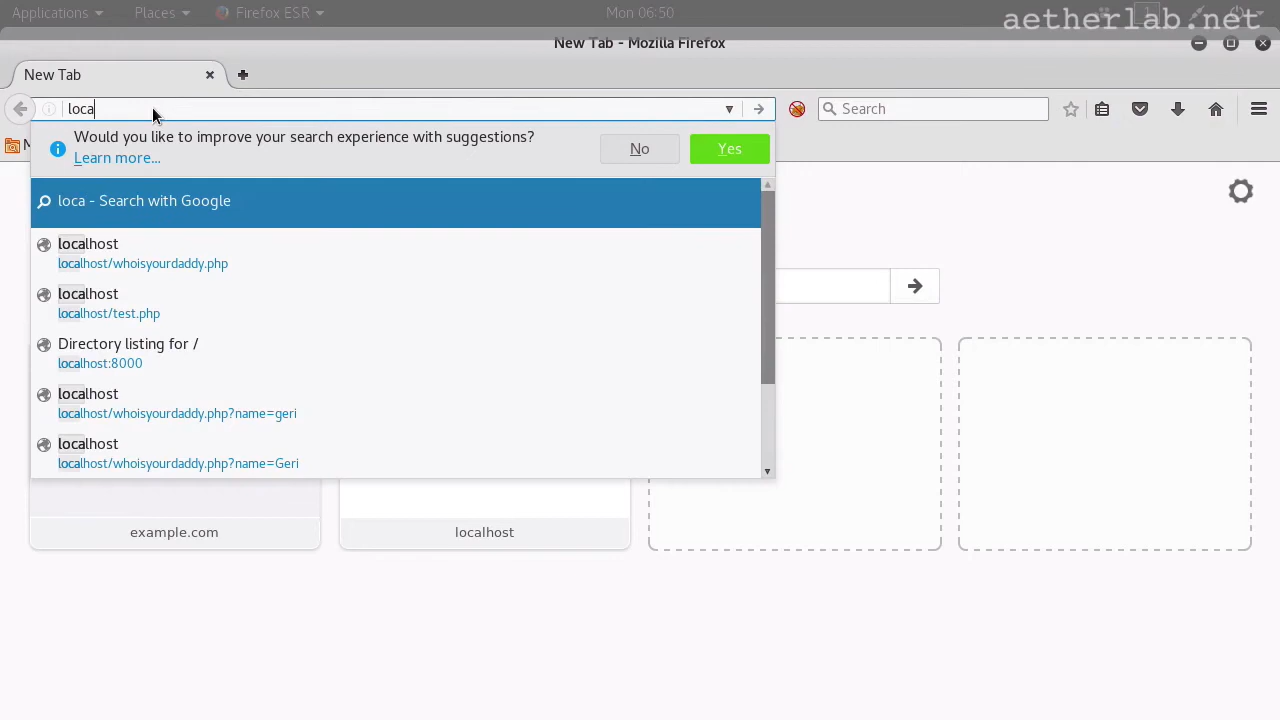 Applications Places Firefox ESR Mon 06:50 1
aetherlab.net
New Tab - Mozilla Firefox
New Tab
loca Search
Would you like to improve your search experience with suggestions?
Learn more...
No Yes
loca - Search with Google
localhost
localhost/whoisyourdaddy.php
localhost
localhost/test.php
Directory listing for /
localhost:8000
localhost
localhost/whoisyourdaddy.php?name=geri
localhost
localhost/whoisyourdaddy.php?name=Geri
example.com localhost